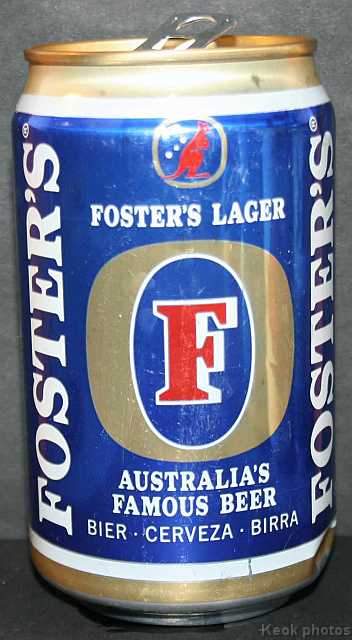 FOSTER'S®
FOSTER'S LAGER
F
AUSTRALIA'S
FAMOUS BEER
BIER · CERVEZA · BIRRA
FOSTER'S®
Keok photos